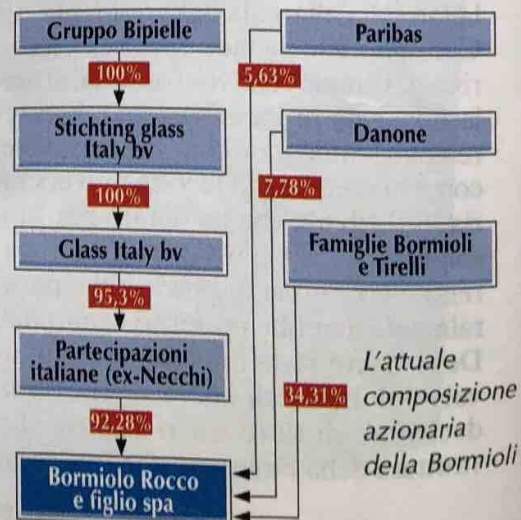 Gruppo Bipielle
100%
Stichting glass
Italy bv
100%
Glass Italy bv
95,3%
Partecipazioni
italiane (ex-Necchi)
92,28%
Bormiolo Rocco
e figlio spa
Paribas
5,63%
Danone
7,78%
Famiglie Bormioli
e Tirelli
34,31%
L'attuale
composizione
azionaria
della Bormioli